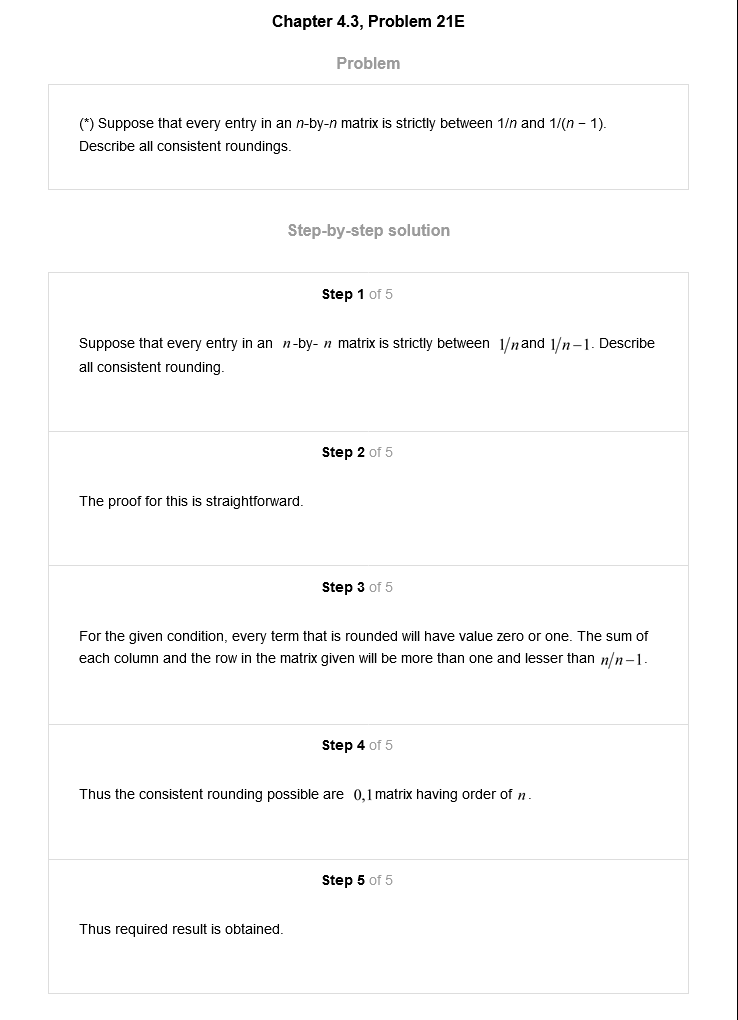 Chapter 4.3, Problem 21E
Problem
(*) Suppose that every entry in an n-by-n matrix is strictly between 1/n and 1/(n − 1).
Describe all consistent roundings.
Step-by-step solution
Step 1 of 5
Suppose that every entry in an n-by- n matrix is strictly between 1/n and 1/n−1. Describe
all consistent rounding.
Step 2 of 5
The proof for this is straightforward.
Step 3 of 5
For the given condition, every term that is rounded will have value zero or one. The sum of
each column and the row in the matrix given will be more than one and lesser than n/n−1.
Step 4 of 5
Thus the consistent rounding possible are 0,1 matrix having order of n.
Step 5 of 5
Thus required result is obtained.